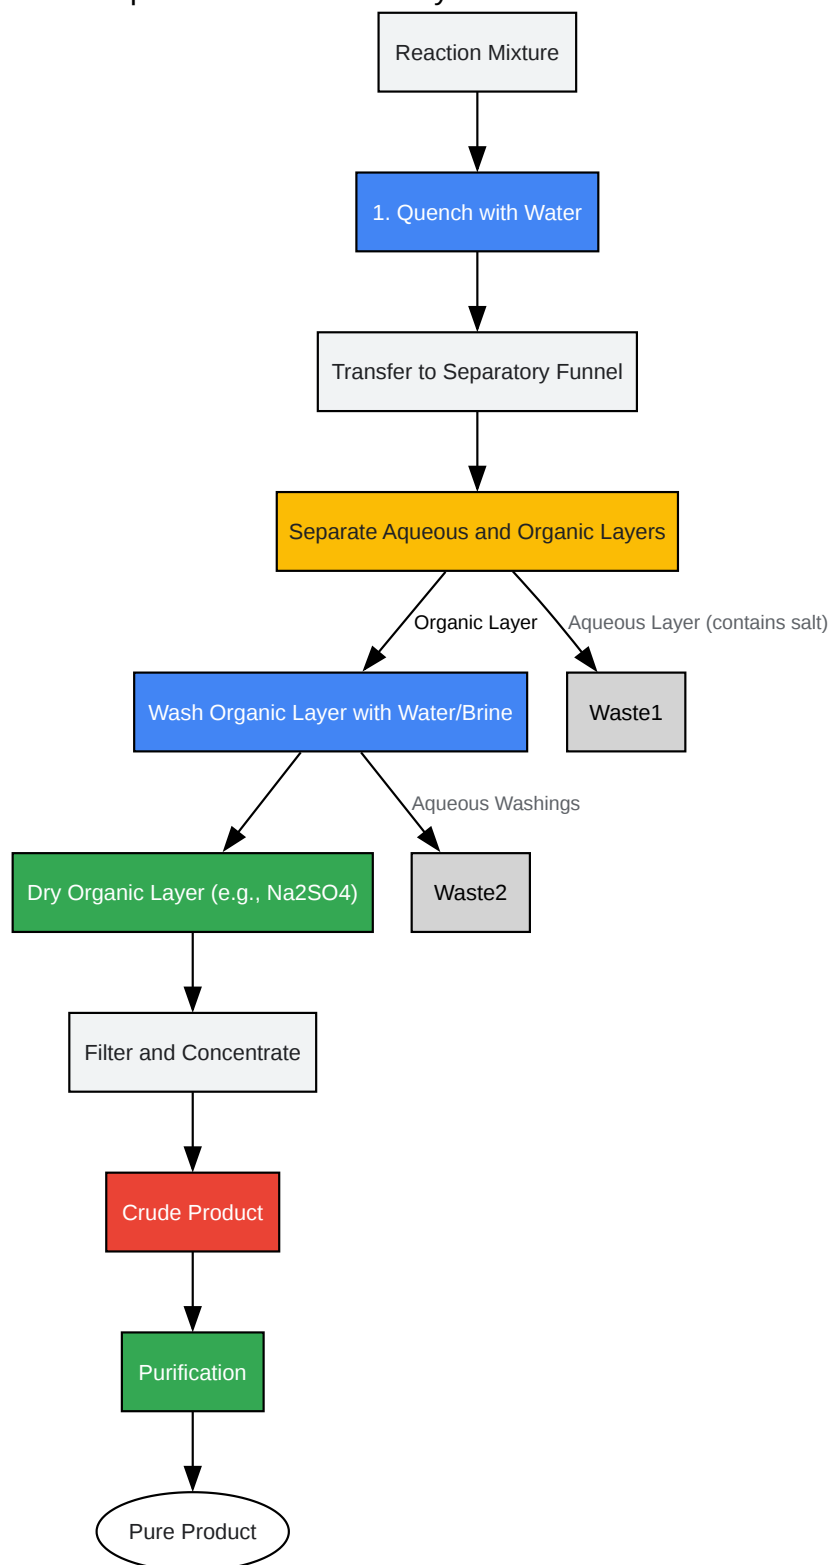 Reaction Mixture
1. Quench with Water
Transfer to Separatory Funnel
Separate Aqueous and Organic Layers
Organic Layer
Aqueous Layer (contains salt)
Wash Organic Layer with Water/Brine
Waste1
Aqueous Washings
Dry Organic Layer (e.g., Na2SO4)
Waste2
Filter and Concentrate
Crude Product
Purification
Pure Product